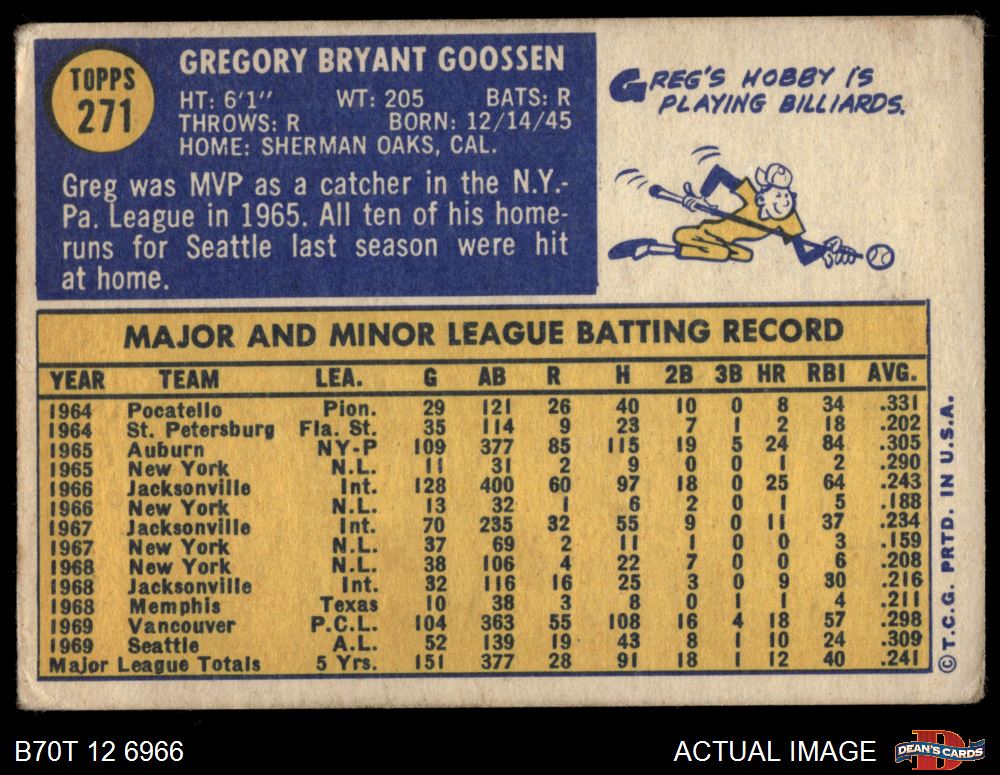 TOPPS
271
GREGORY BRYANT GOOSSEN
HT: 6'1" WT: 205 BATS: R
THROWS: R BORN: 12/14/45
HOME: SHERMAN OAKS, CAL.
Greg was MVP as a catcher in the N.Y.-
Pa. League in 1965. All ten of his home-
runs for Seattle last season were hit
at home.
GREG'S HOBBY IS
PLAYING BILLIARDS.
MAJOR AND MINOR LEAGUE BATTING RECORD
YEAR TEAM LEA. G AB R H 2B 3B HR RBI AVG.
1964 Pocatello Pion. 29 121 26 40 10 0 8 34 .331
1964 St. Petersburg Fla. St. 35 114 9 23 7 1 2 18 .202
1965 Auburn NY-P 109 377 85 115 19 5 24 84 .305
1965 New York N.L. 11 31 2 9 0 0 1 2 .290
1966 Jacksonville Int. 128 400 60 97 18 0 25 64 .243
1966 New York N.L. 13 32 1 6 2 0 1 5 .188
1967 Jacksonville Int. 70 235 32 55 9 0 11 37 .234
1967 New York N.L. 37 69 2 11 1 0 0 3 .159
1968 New York N.L. 38 106 4 22 7 0 0 6 .208
1968 Jacksonville Int. 32 116 16 25 3 0 9 30 .216
1968 Memphis Texas 10 38 3 8 0 1 1 4 .211
1969 Vancouver P.C.L. 104 363 55 108 16 4 18 57 .298
1969 Seattle A.L. 52 139 19 43 8 1 10 24 .309
Major League Totals 5 Yrs. 151 377 28 91 18 1 12 40 .241
© T.C.G. PRTD. IN U.S.A.
B70T 12 6966
ACTUAL IMAGE
DEAN'S CARDS